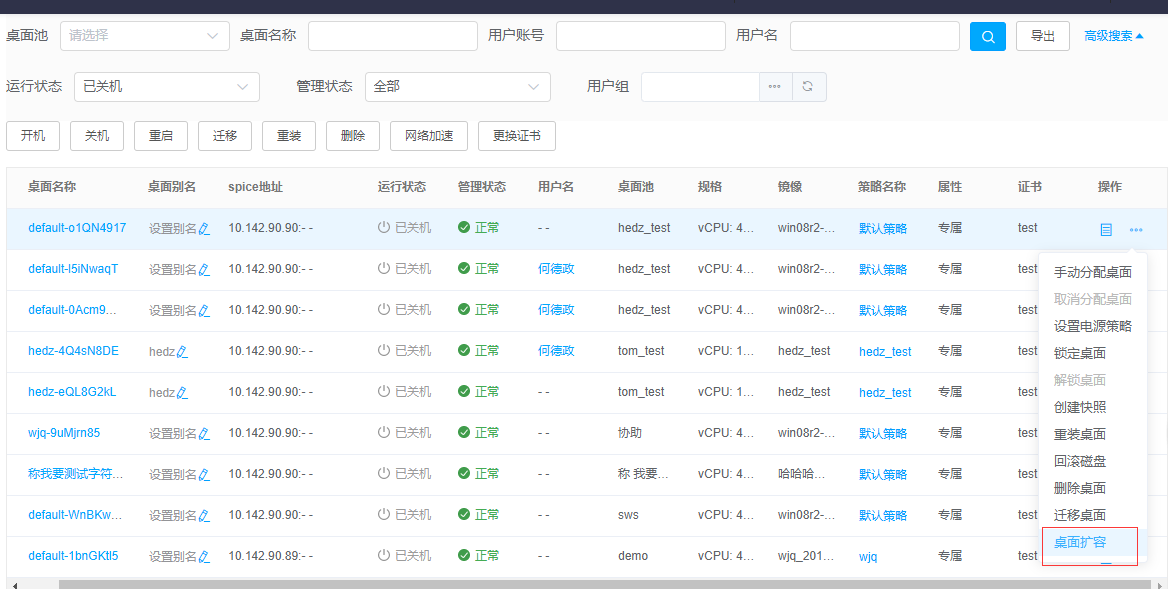 桌面池 请选择 桌面名称 用户账号 用户名 导出 高级搜索
运行状态 已关机 管理状态 全部 用户组
开机 关机 重启 迁移 重装 删除 网络加速 更换证书
桌面名称 桌面别名 spice地址 运行状态 管理状态 用户名 桌面池 规格 镜像 策略名称 属性 证书 操作
default-o1QN4917 设置别名 10.142.90.90:- - 已关机 正常 - - hedz_test vCPU: 4... win08r2-... 默认策略 专属 test
default-l5iNwaqT 设置别名 10.142.90.90:- - 已关机 正常 何德政 hedz_test vCPU: 4... win08r2-... 默认策略 专属 test
default-0Acm9... 设置别名 10.142.90.90:- - 已关机 正常 何德政 hedz_test vCPU: 4... win08r2-... 默认策略 专属 test
hedz-4Q4sN8DE hedz 10.142.90.90:- - 已关机 正常 何德政 tom_test vCPU: 1... hedz_test hedz_test 专属 test
hedz-eQL8G2kL hedz 10.142.90.90:- - 已关机 正常 - - tom_test vCPU: 1... hedz_test hedz_test 专属 test
wjq-9uMjrn85 设置别名 10.142.90.90:- - 已关机 正常 - - 协助 vCPU: 4... win08r2-... 默认策略 专属 test
称我要测试字符... 设置别名 10.142.90.90:- - 已关机 正常 - - 称 我要... vCPU: 4... 哈哈哈... 默认策略 专属 test
default-WnBKw... 设置别名 10.142.90.90:- - 已关机 正常 - - sws vCPU: 4... win08r2-... 默认策略 专属 test
default-1bnGKtl5 设置别名 10.142.90.89:- - 已关机 正常 - - demo vCPU: 4... wjq_201... wjq 专属 test
手动分配桌面
取消分配桌面
设置电源策略
锁定桌面
解锁桌面
创建快照
重装桌面
回滚磁盘
删除桌面
迁移桌面
桌面扩容